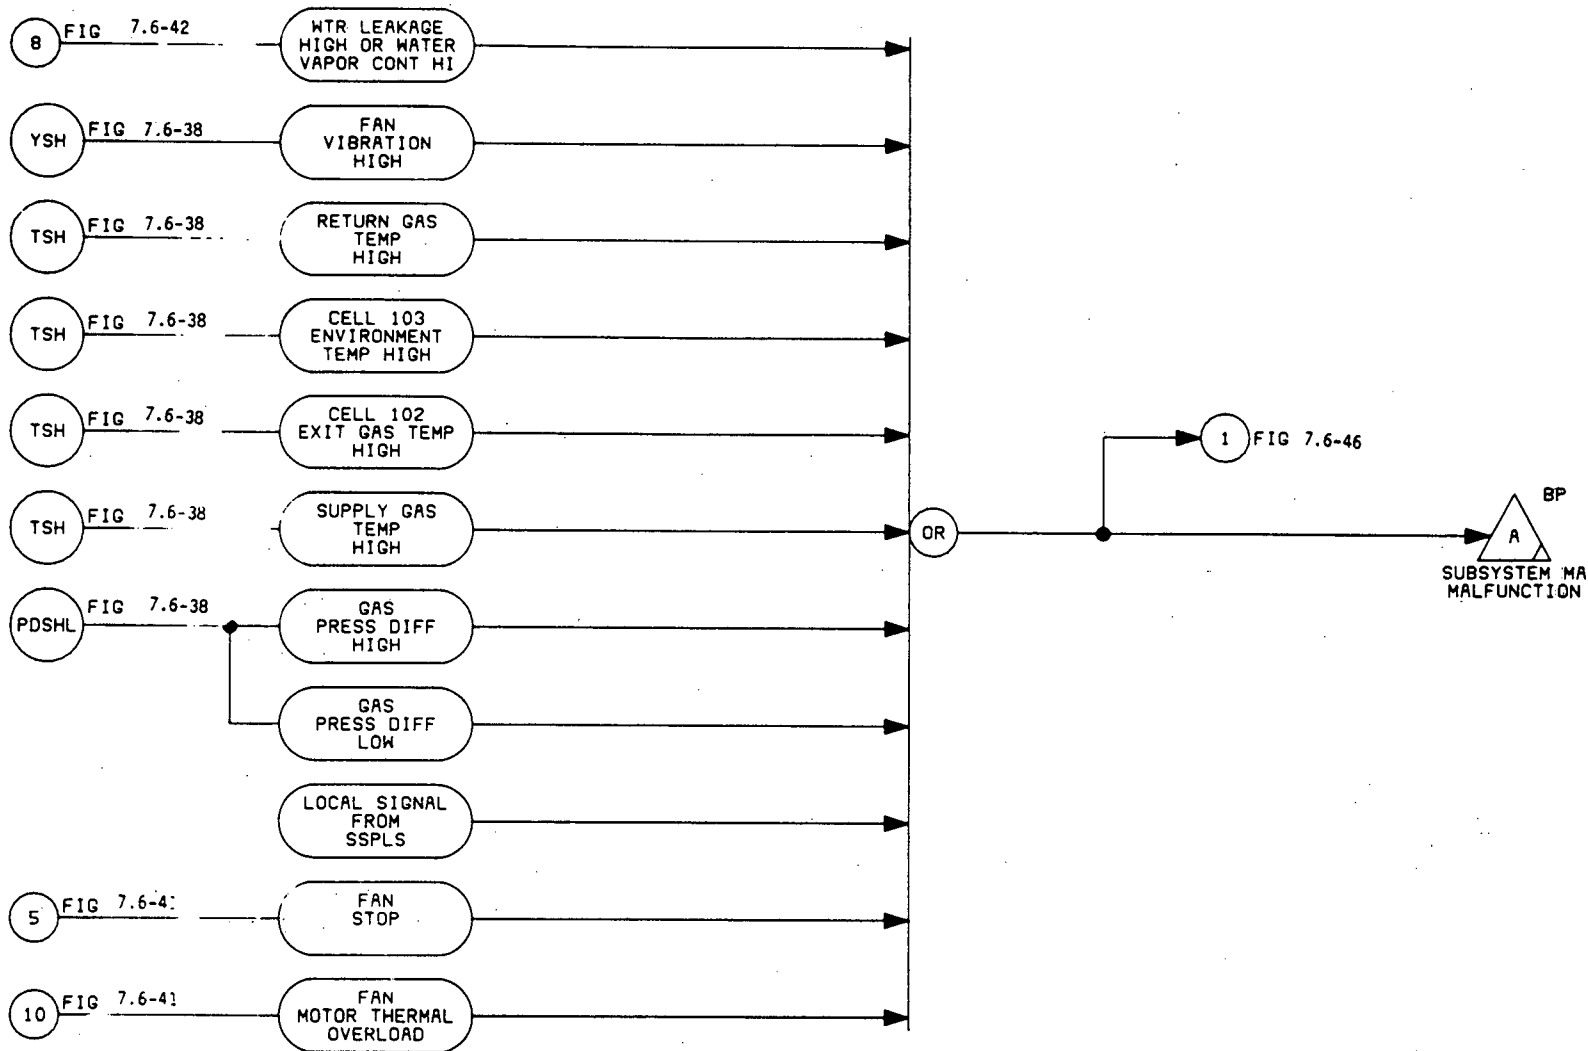 8 FIG 7.6-42
WTR LEAKAGE
HIGH OR WATER
VAPOR CONT HI
YSH FIG 7.6-38
FAN
VIBRATION
HIGH
TSH FIG 7.6-38
RETURN GAS
TEMP
HIGH
TSH FIG 7.6-38
CELL 103
ENVIRONMENT
TEMP HIGH
TSH FIG 7.6-38
CELL 102
EXIT GAS TEMP
HIGH
1 FIG 7.6-46
TSH FIG 7.6-38
SUPPLY GAS
TEMP
HIGH
OR
BP
A
SUBSYSTEM MA
MALFUNCTION
PDSHL FIG 7.6-38
GAS
PRESS DIFF
HIGH
GAS
PRESS DIFF
LOW
LOCAL SIGNAL
FROM
SSPLS
5 FIG
FAN
STOP
10 FIG 7.6-41
FAN
MOTOR THERMAL
OVERLOAD